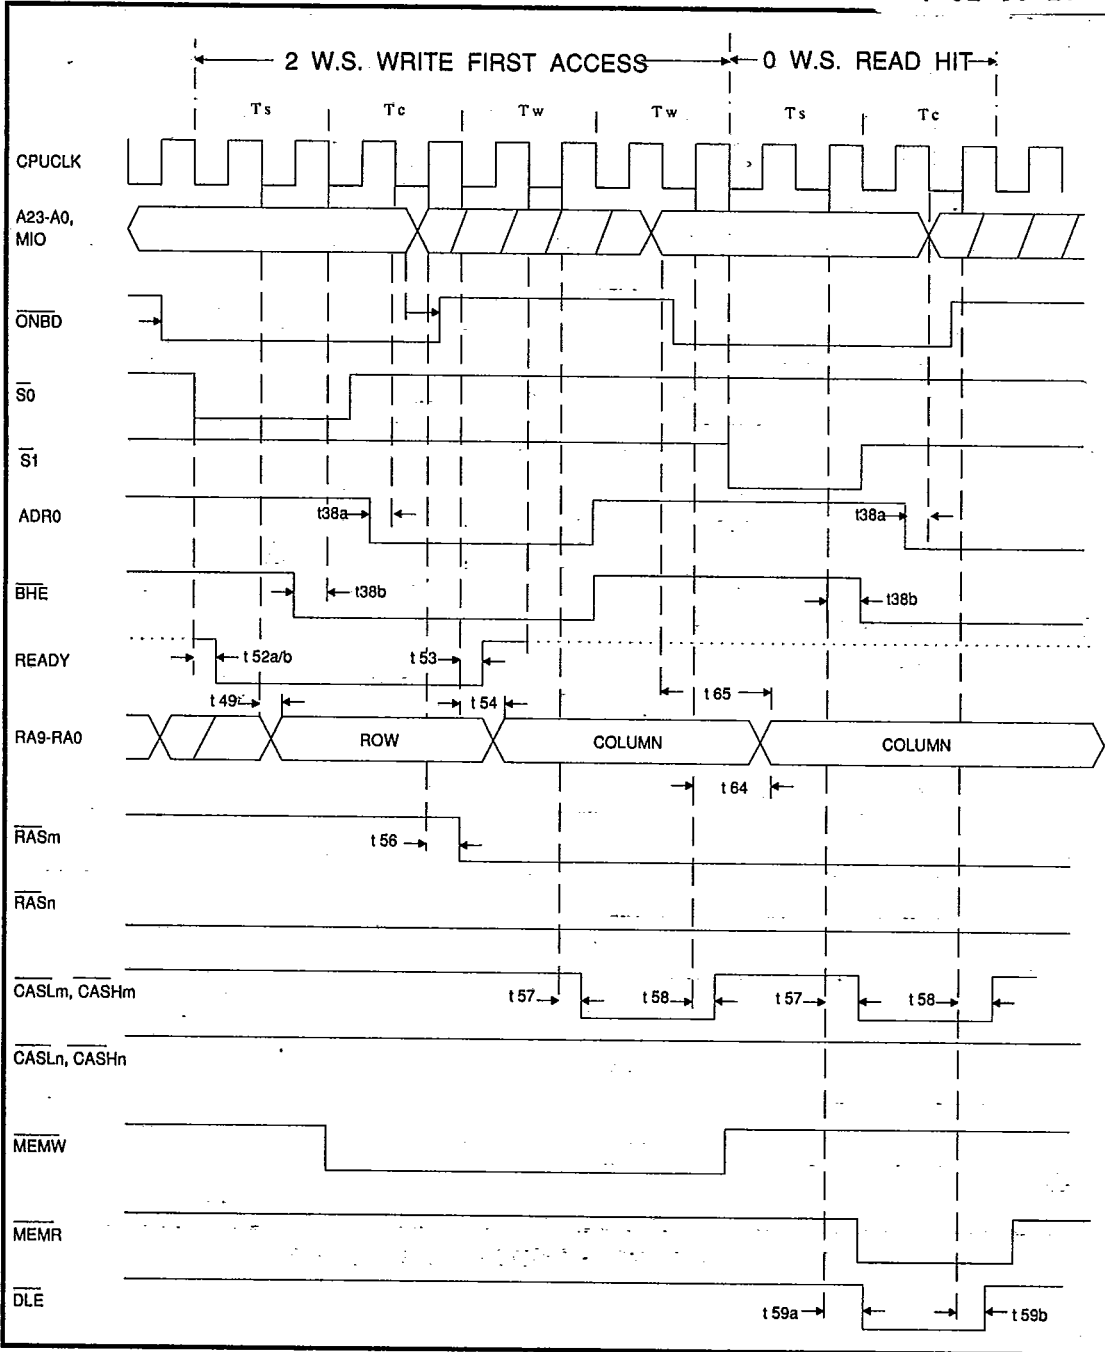 2 W.S. WRITE FIRST ACCESS 0 W.S. READ HIT
Ts Tc Tw Tw Ts Tc
CPUCLK
A23-A0,
MIO
ONBD
S0
S1
ADR0 t38a t38a
BHE t38b t38b
READY t 52a/b t 53
t 49 t 54 t 65
RA9-RA0 ROW COLUMN COLUMN
t 64
RASm t 56
RASn
CASLm, CASHm t 57 t 58 t 57 t 58
CASLn, CASHn
MEMW
MEMR
DLE t 59a t 59b